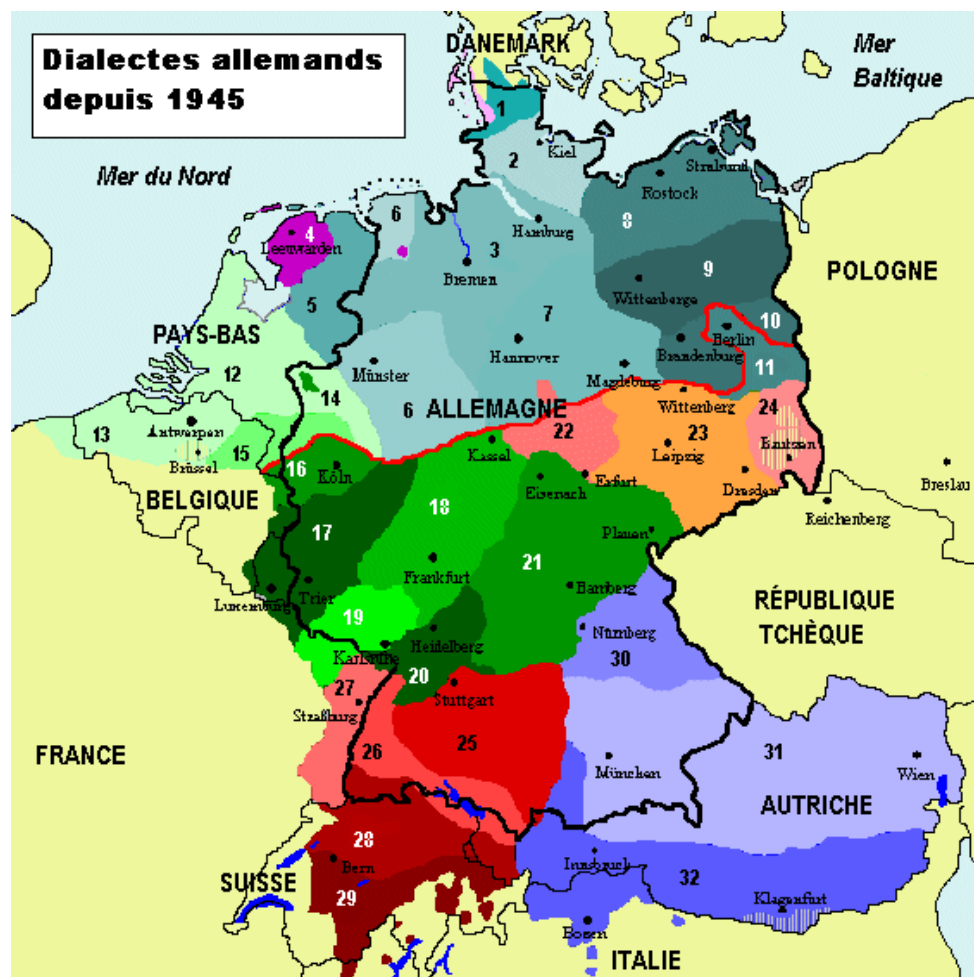 Dialectes allemands
depuis 1945
DANEMARK
Mer
Baltique
Mer du Nord
1
Kiel
2
Stralsund
Rostock
6
4
Leeuwarden
Hamburg
8
3
Bremen
9
POLOGNE
5
Wittenberge
7
PAYS-BAS
Berlin
10
Hannover
Brandenburg
12
Münster
Magdeburg
11
14
6
ALLEMAGNE
Wittenberg
24
13
Antwerpen
22
23
Bautzen
15
Brüssel
Kassel
Leipzig
16
Köln
Eisenach
Erfurt
Dresden
Breslau
BELGIQUE
Reichenberg
18
17
Plauen
Frankfurt
21
Luxemburg
Trier
Bamberg
RÉPUBLIQUE
TCHÈQUE
19
Heidelberg
Nürnberg
Karlsruhe
20
30
27
Stuttgart
Straßburg
25
26
FRANCE
München
31
Wien
AUTRICHE
28
Bern
Innsbruck
SUISSE
29
32
Klagenfurt
Bozen
ITALIE